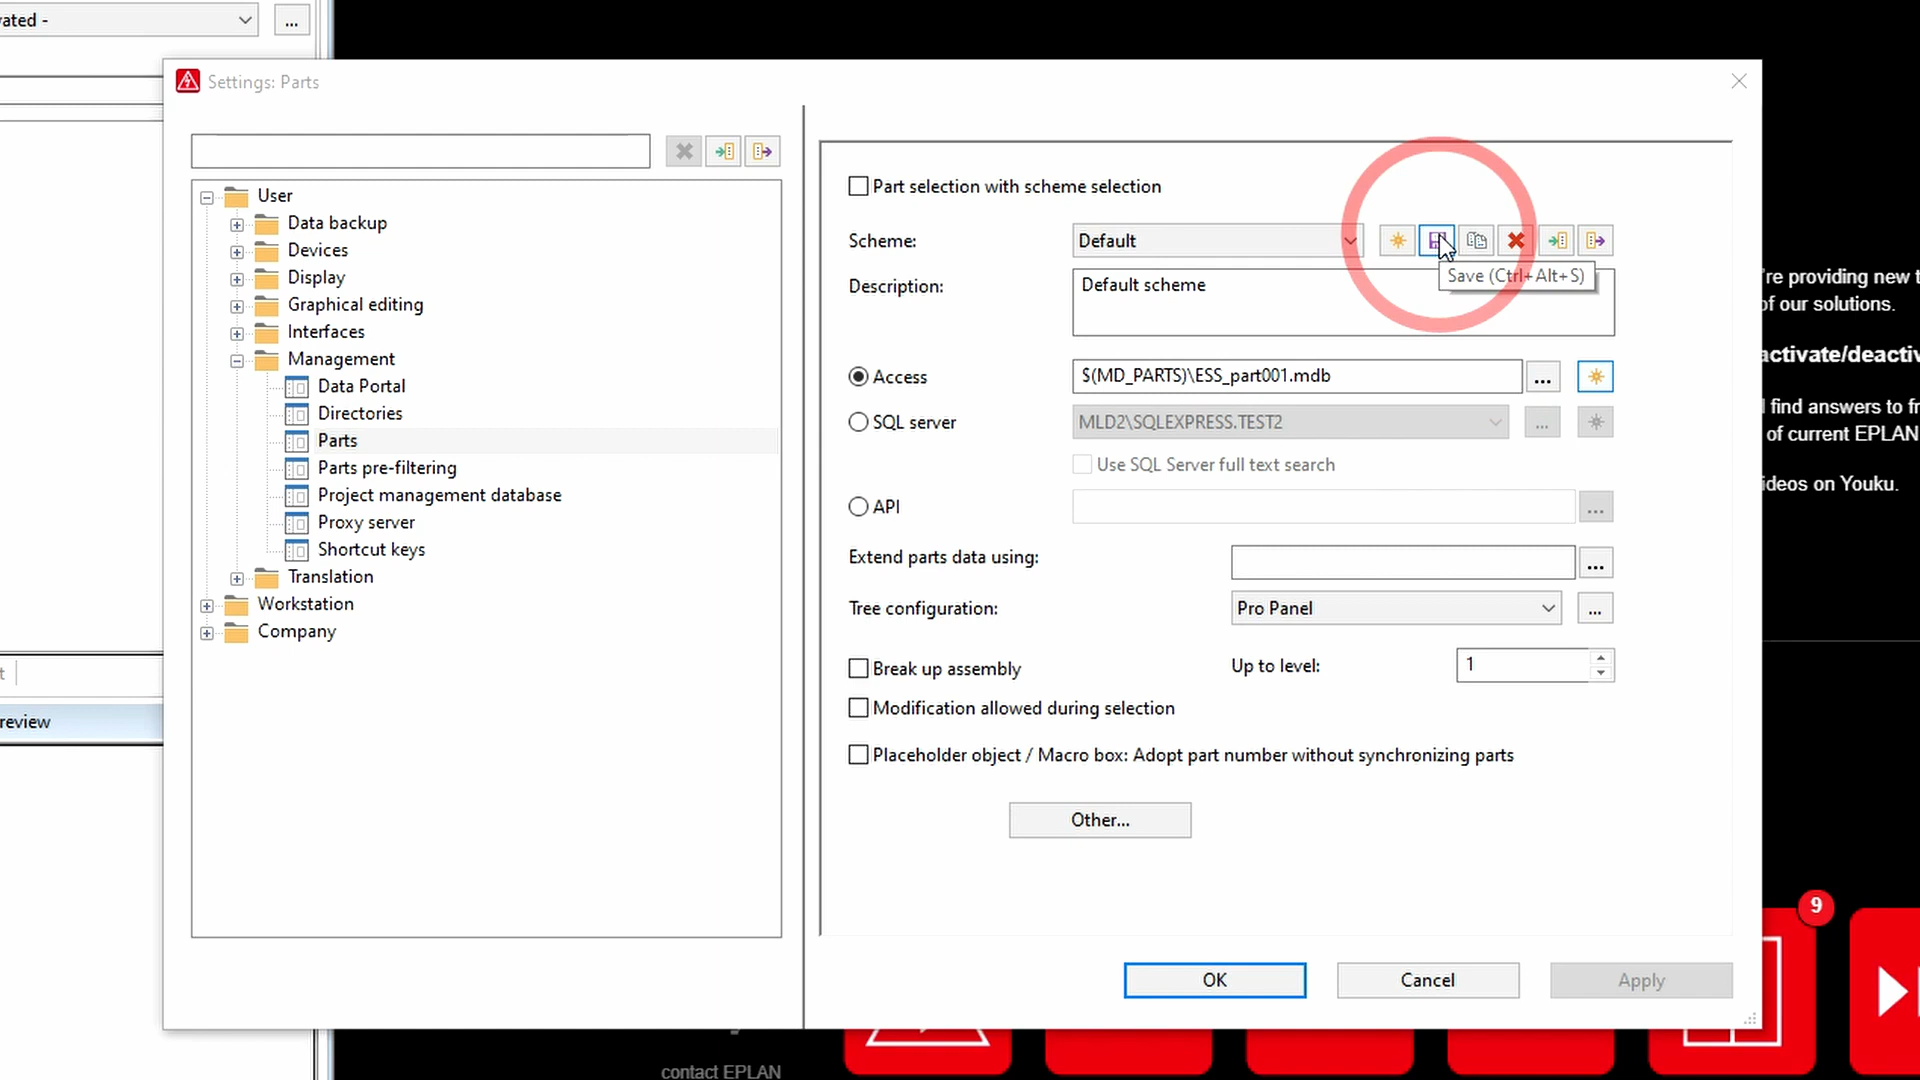 ated -
...
Settings: Parts
User
Data backup
Devices
Display
Graphical editing
Interfaces
Management
Data Portal
Directories
Parts
Parts pre-filtering
Project management database
Proxy server
Shortcut keys
Translation
Workstation
Company
Part selection with scheme selection
Scheme: Default
Save (Ctrl+Alt+S)
Description: Default scheme
Access $(MD_PARTS)\ESS_part001.mdb ...
SQL server MLD2\SQLEXPRESS.TEST2 ...
Use SQL Server full text search
API ...
Extend parts data using: ...
Tree configuration: Pro Panel ...
Break up assembly Up to level: 1
Modification allowed during selection
Placeholder object / Macro box: Adopt part number without synchronizing parts
Other...
OK Cancel Apply
're providing new t
of our solutions.
activate/deactiv
find answers to fr
of current EPLAN
ideos on Youku.
t
review
9
contact EPLAN